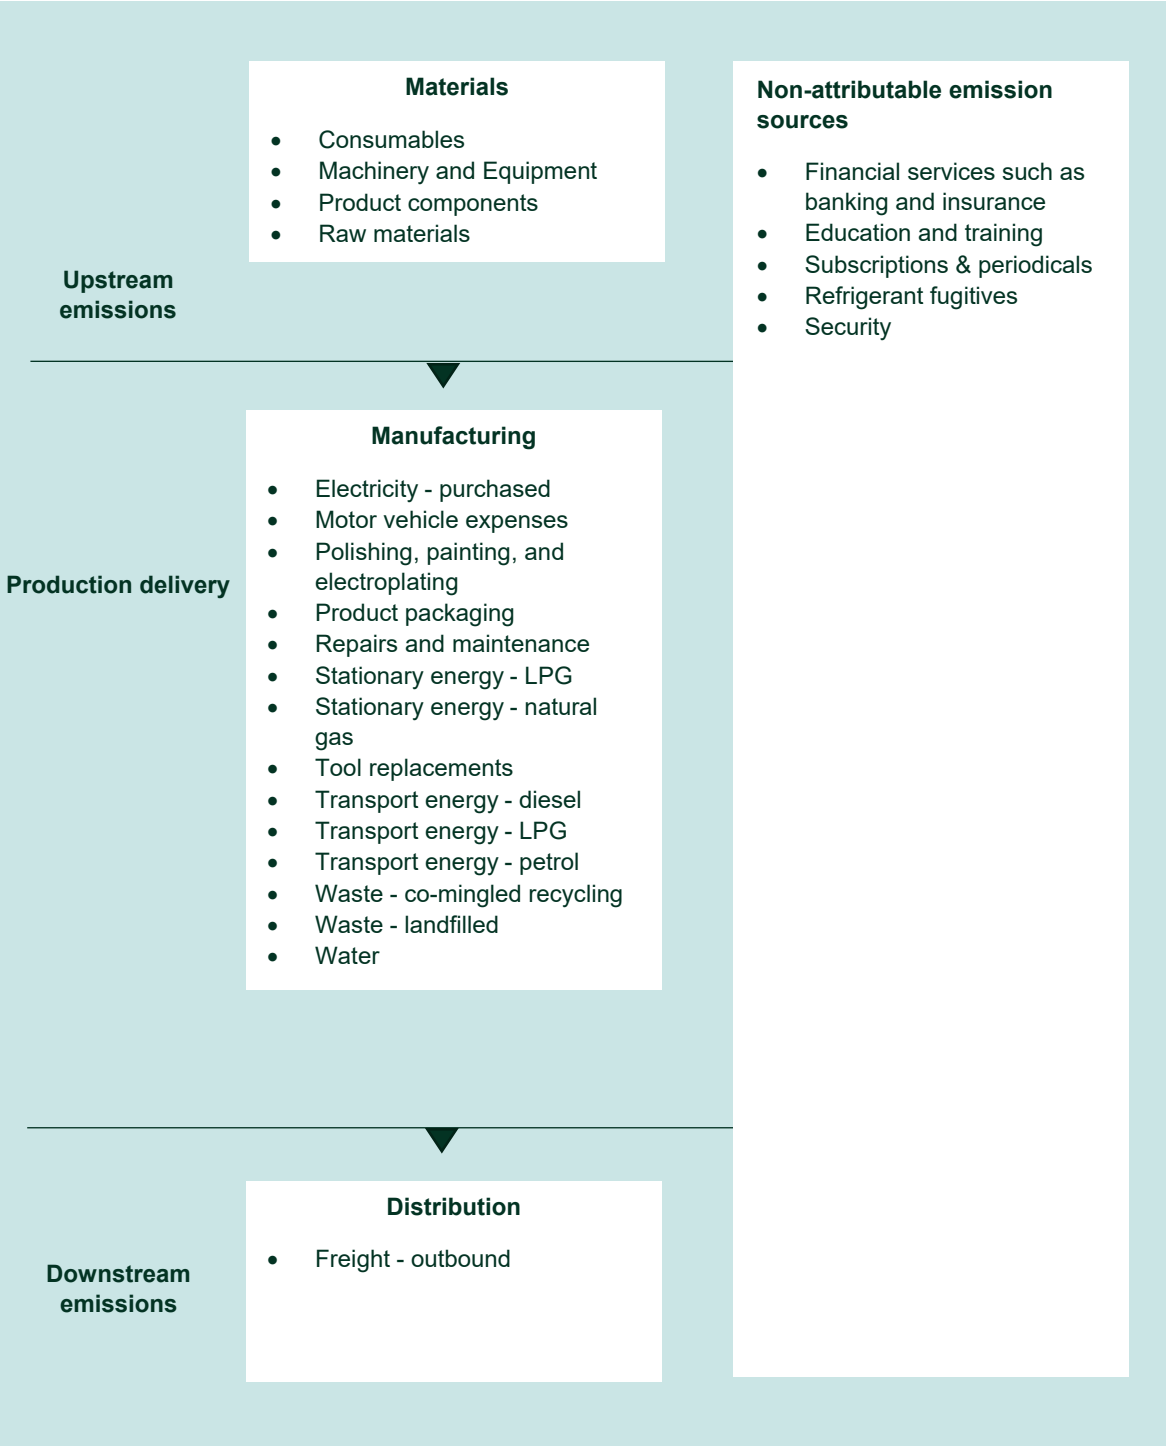 Materials
• Consumables
• Machinery and Equipment
• Product components
• Raw materials
Upstream
emissions
Manufacturing
• Electricity - purchased
• Motor vehicle expenses
• Polishing, painting, and
electroplating
• Product packaging
• Repairs and maintenance
• Stationary energy - LPG
• Stationary energy - natural
gas
• Tool replacements
• Transport energy - diesel
• Transport energy - LPG
• Transport energy - petrol
• Waste - co-mingled recycling
• Waste - landfilled
• Water
Production delivery
Distribution
• Freight - outbound
Downstream
emissions
Non-attributable emission
sources
• Financial services such as
banking and insurance
• Education and training
• Subscriptions & periodicals
• Refrigerant fugitives
• Security